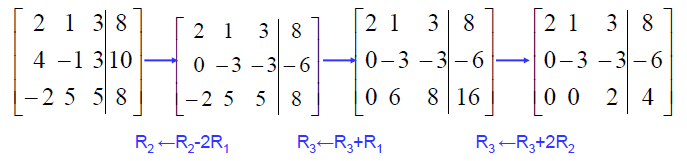 2 1 3 8 2 1 3 8 2 1 3 8 2 1 3 8
4 -1 3 10 0 -3 -3 -6 0 -3 -3 -6 0 -3 -3 -6
-2 5 5 8 -2 5 5 8 0 6 8 16 0 0 2 4
R₂ ←R₂-2R₁ R₃←R₃+R₁ R₃ ←R₃+2R₂